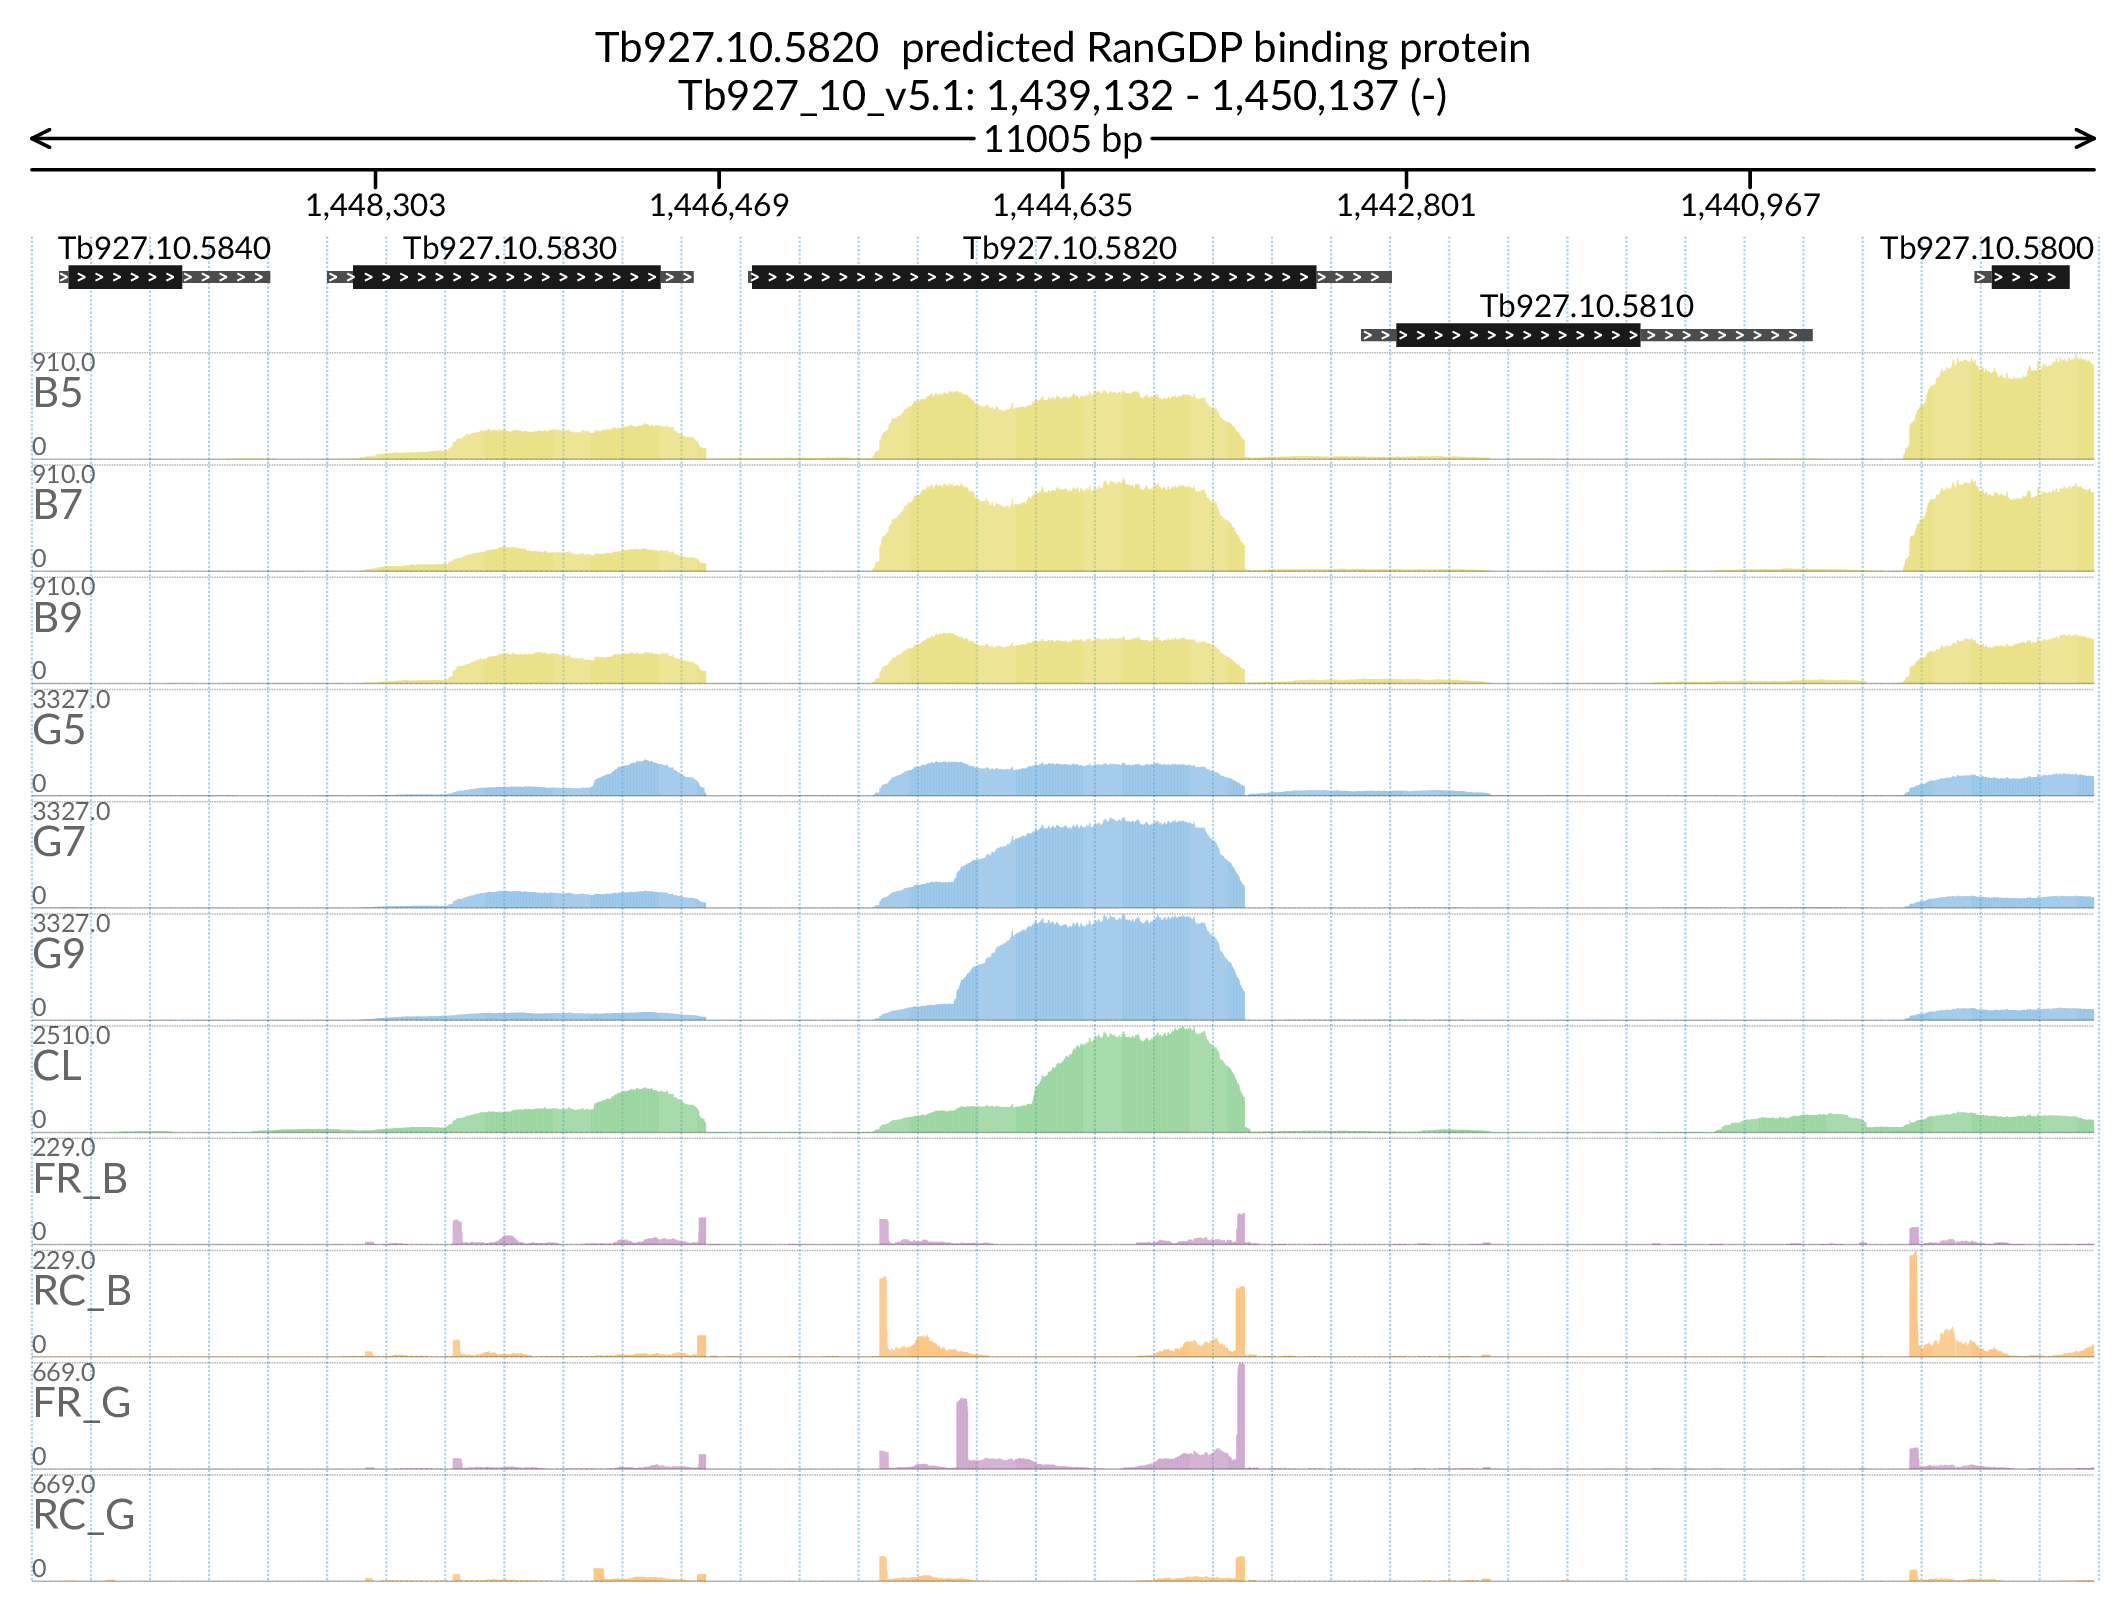 Tb927.10.5820  predicted RanGDP binding protein
Tb927_10_v5.1: 1,439,132 - 1,450,137 (-)
11005 bp
1,448,303 1,446,469 1,444,635 1,442,801 1,440,967
Tb927.10.5840 Tb927.10.5830 Tb927.10.5820 Tb927.10.5800
Tb927.10.5810
910.0
B5
0
910.0
B7
0
910.0
B9
0
3327.0
G5
0
3327.0
G7
0
3327.0
G9
0
2510.0
CL
0
229.0
FR_B
0
229.0
RC_B
0
669.0
FR_G
0
669.0
RC_G
0